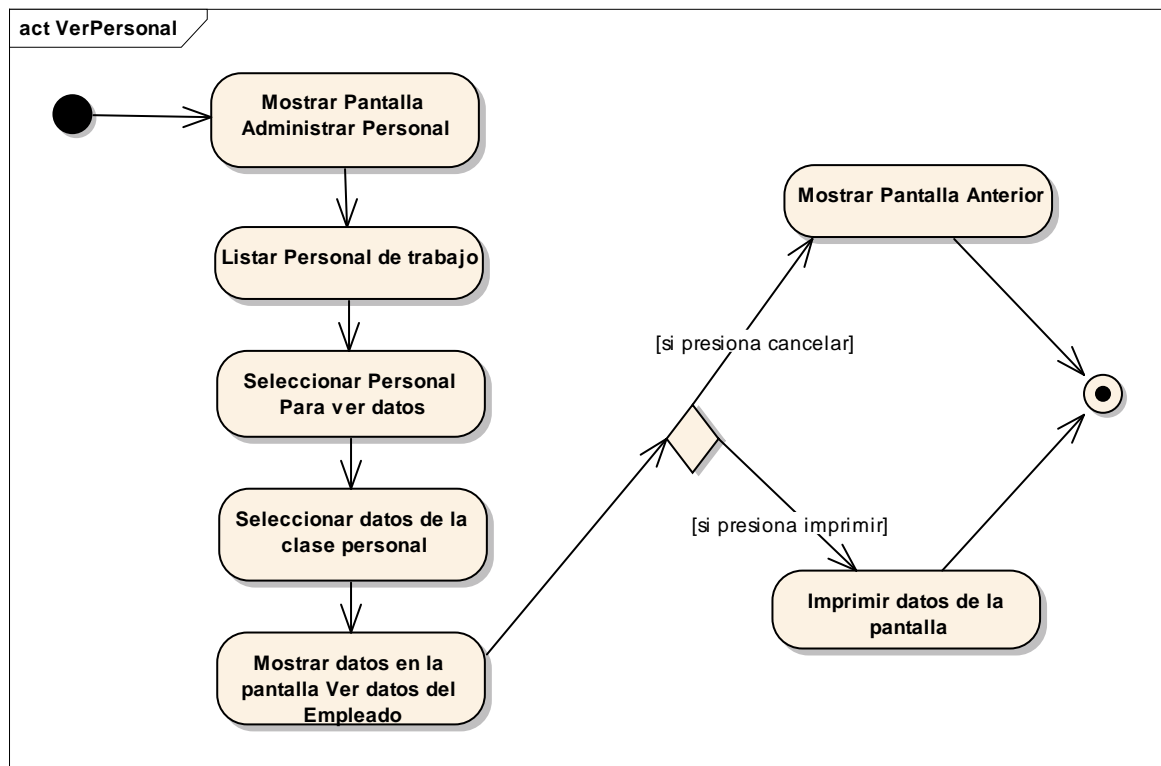 act VerPersonal
Mostrar Pantalla
Administrar Personal
Listar Personal de trabajo
Seleccionar Personal
Para ver datos
Seleccionar datos de la
clase personal
Mostrar datos en la
pantalla Ver datos del
Empleado
[si presiona cancelar]
Mostrar Pantalla Anterior
[si presiona imprimir]
Imprimir datos de la
pantalla